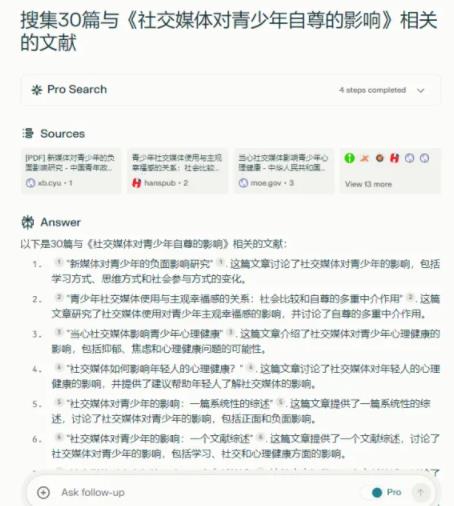 搜集30篇与《社交媒体对青少年自尊的影响》相关
的文献
Pro Search
4 steps completed
Sources
[PDF] 新媒体对青少年的负
面影响研究 - 中国青年政...
xb.cyu · 1
青少年社交媒体使用与主观
幸福感的关系：社会比较...
hanspub · 2
当心社交媒体影响青少年心
理健康 - 中华人民共和国...
moe.gov · 3
View 13 more
Answer
以下是30篇与《社交媒体对青少年自尊的影响》相关的文献：
1. 1 "新媒体对青少年的负面影响研究" 1. 这篇文章讨论了社交媒体对青少年的影响，包括
学习方式、思维方式和社会参与方式的变化。
2. 2 "青少年社交媒体使用与主观幸福感的关系：社会比较和自尊的多重中介作用" 2. 这篇
文章研究了社交媒体使用对青少年主观幸福感的影响，并讨论了自尊的多重中介作用。
3. 3 "当心社交媒体影响青少年心理健康" 3. 这篇文章介绍了社交媒体对青少年心理健康的
影响，包括抑郁、焦虑和心理健康问题的可能性。
4. 4 "社交媒体如何影响年轻人的心理健康？" 4. 这篇文章讨论了社交媒体对年轻人的心理健
康的影响，并提供了建议帮助年轻人了解社交媒体的影响。
5. 5 "社交媒体对青少年的影响：一篇系统性的综述" 5. 这篇文章提供了一篇系统性的综
述，讨论了社交媒体对青少年的影响，包括正面和负面影响。
6. 6 "社交媒体对青少年的影响：一个文献综述" 6. 这篇文章提供了一个文献综述，讨论了
社交媒体对青少年的影响，包括学习、社交和心理健康方面的影响。
Ask follow-up
Pro